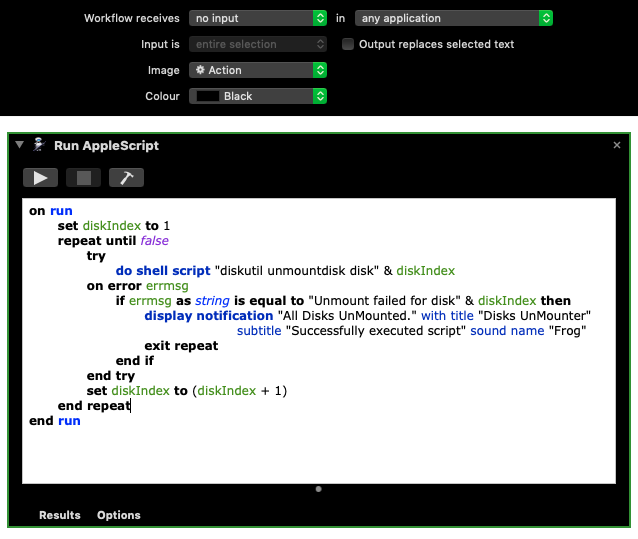 Workflow receives no input in any application
Input is entire selection Output replaces selected text
Image Action
Colour Black
Run AppleScript
on run
set diskIndex to 1
repeat until false
try
do shell script "diskutil unmountdisk disk" & diskIndex
on error errmsg
if errmsg as string is equal to "Unmount failed for disk" & diskIndex then
display notification "All Disks UnMounted." with title "Disks UnMounter"
subtitle "Successfully executed script" sound name "Frog"
exit repeat
end if
end try
set diskIndex to (diskIndex + 1)
end repeat
end run
Results Options